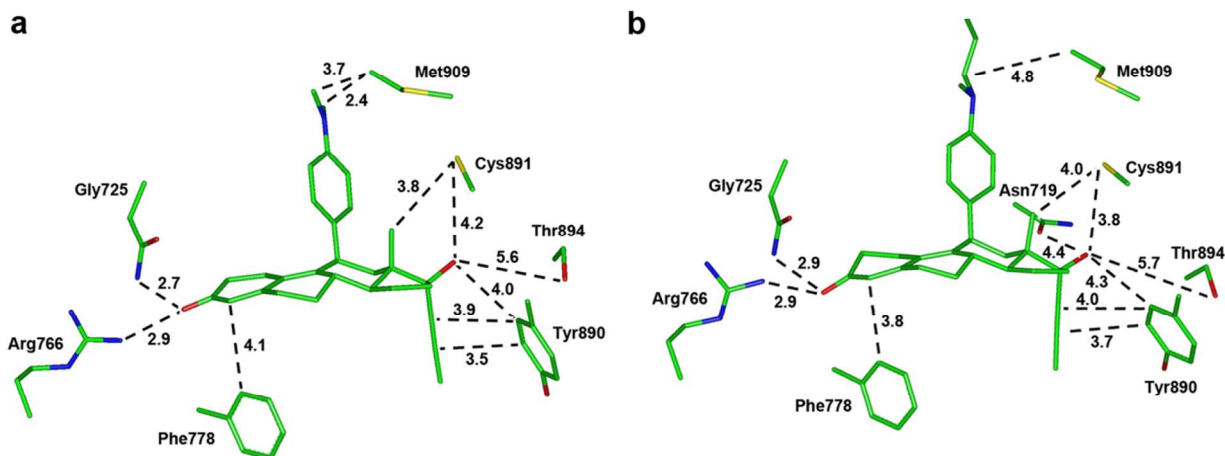 a
3.7
Met909
2.4
Cys891
3.8
Gly725
4.2
Thr894
5.6
2.7
4.0
3.9
Arg766
2.9
Tyr890
4.1
3.5
Phe778
b
4.8
Met909
Cys891
4.0
Gly725
Asn719
3.8
Thr894
4.4
5.7
2.9
4.3
Arg766
2.9
4.0
3.8
3.7
Tyr890
Phe778